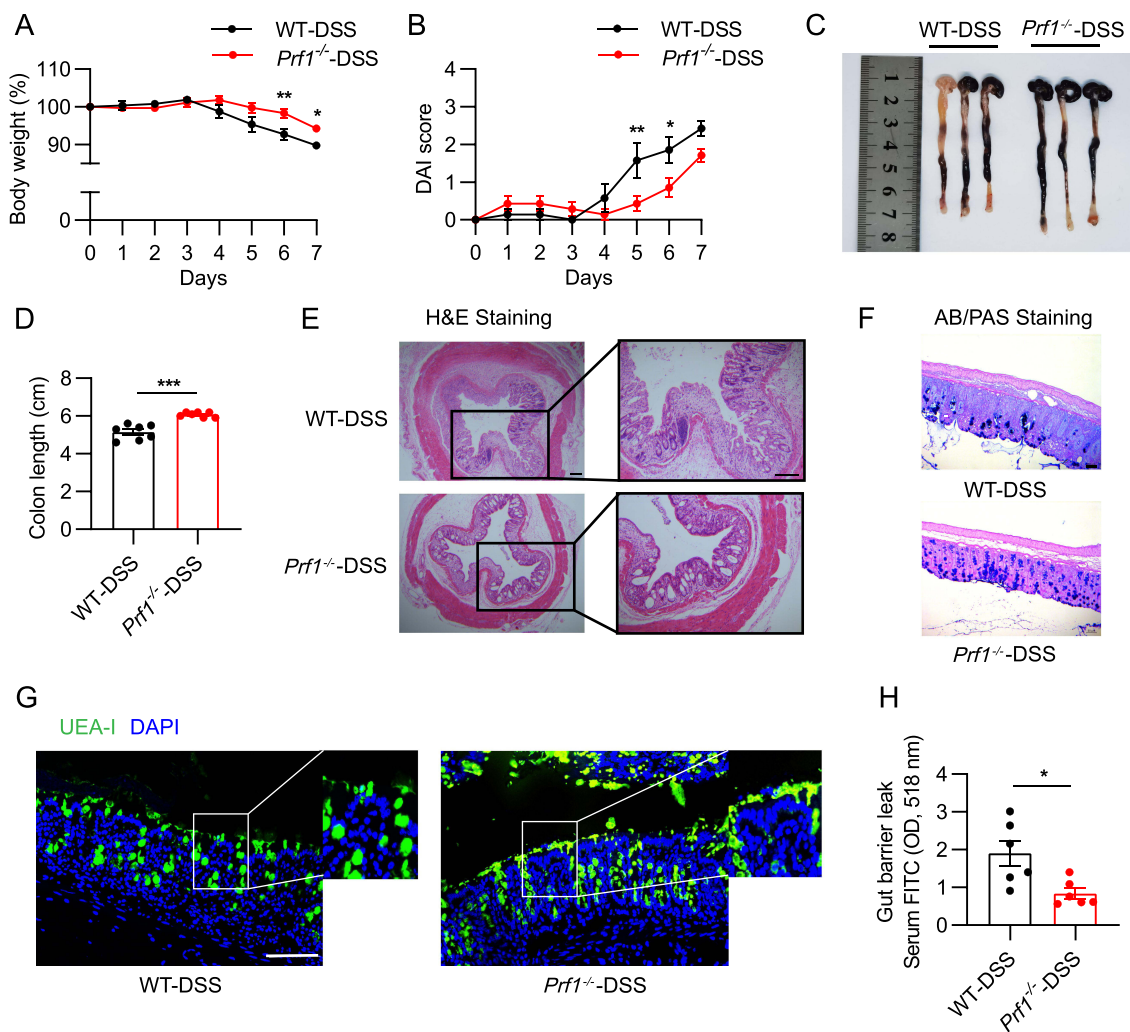 A
WT-DSS
Prf1-/--DSS
Body weight (%)
110
100
90
0
**
*
0 1 2 3 4 5 6 7
Days
B
WT-DSS
Prf1-/--DSS
DAI score
4
3
2
1
0
**
*
0 1 2 3 4 5 6 7
Days
C
WT-DSS Prf1-/--DSS
1
2
3
4
5
6
7
8
D
Colon length (cm)
8
6
4
2
0
***
WT-DSS
Prf1-/--DSS
E
H&E Staining
WT-DSS
Prf1-/--DSS
F
AB/PAS Staining
WT-DSS
Prf1-/--DSS
G
UEA-I DAPI
WT-DSS
Prf1-/--DSS
H
Gut barrier leak
Serum FITC (OD, 518 nm)
4
3
2
1
0
*
WT-DSS
Prf1-/--DSS